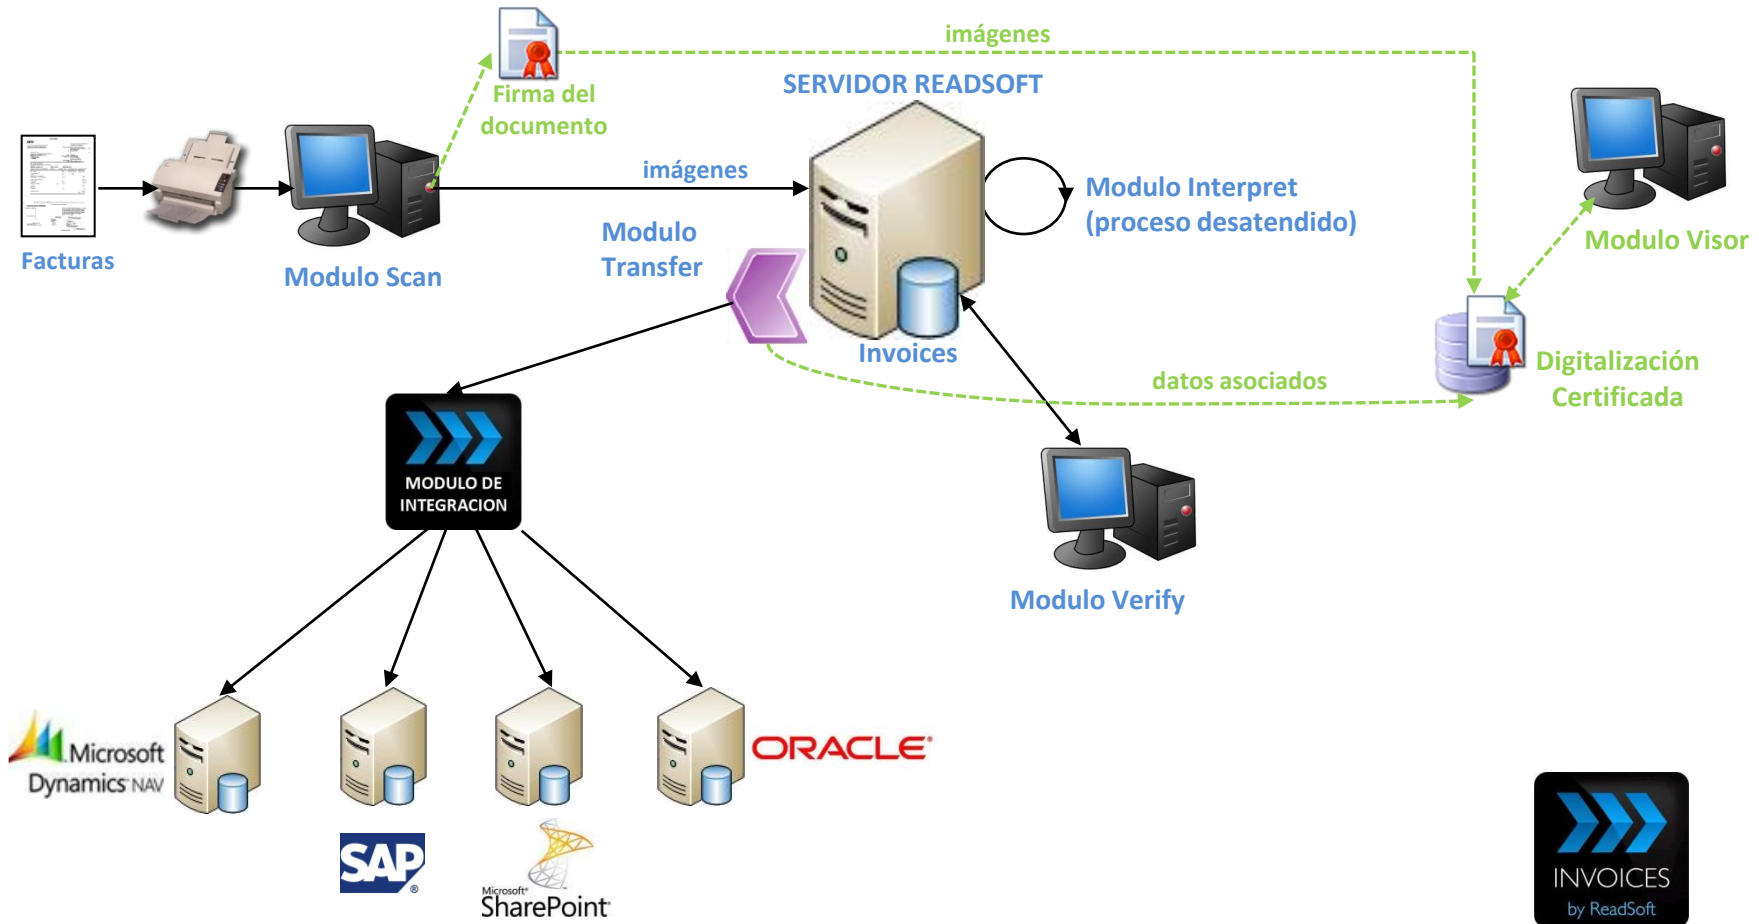 imágenes
SERVIDOR READSOFT
Firma del
documento
imágenes
Modulo Interpret
(proceso desatendido)
Modulo
Transfer
Facturas
Modulo Scan
Modulo Visor
Invoices
datos asociados
Digitalización
Certificada
MODULO DE
INTEGRACION
Modulo Verify
Microsoft
Dynamics NAV
ORACLE®
SAP®
Microsoft®
SharePoint®
INVOICES
by ReadSoft